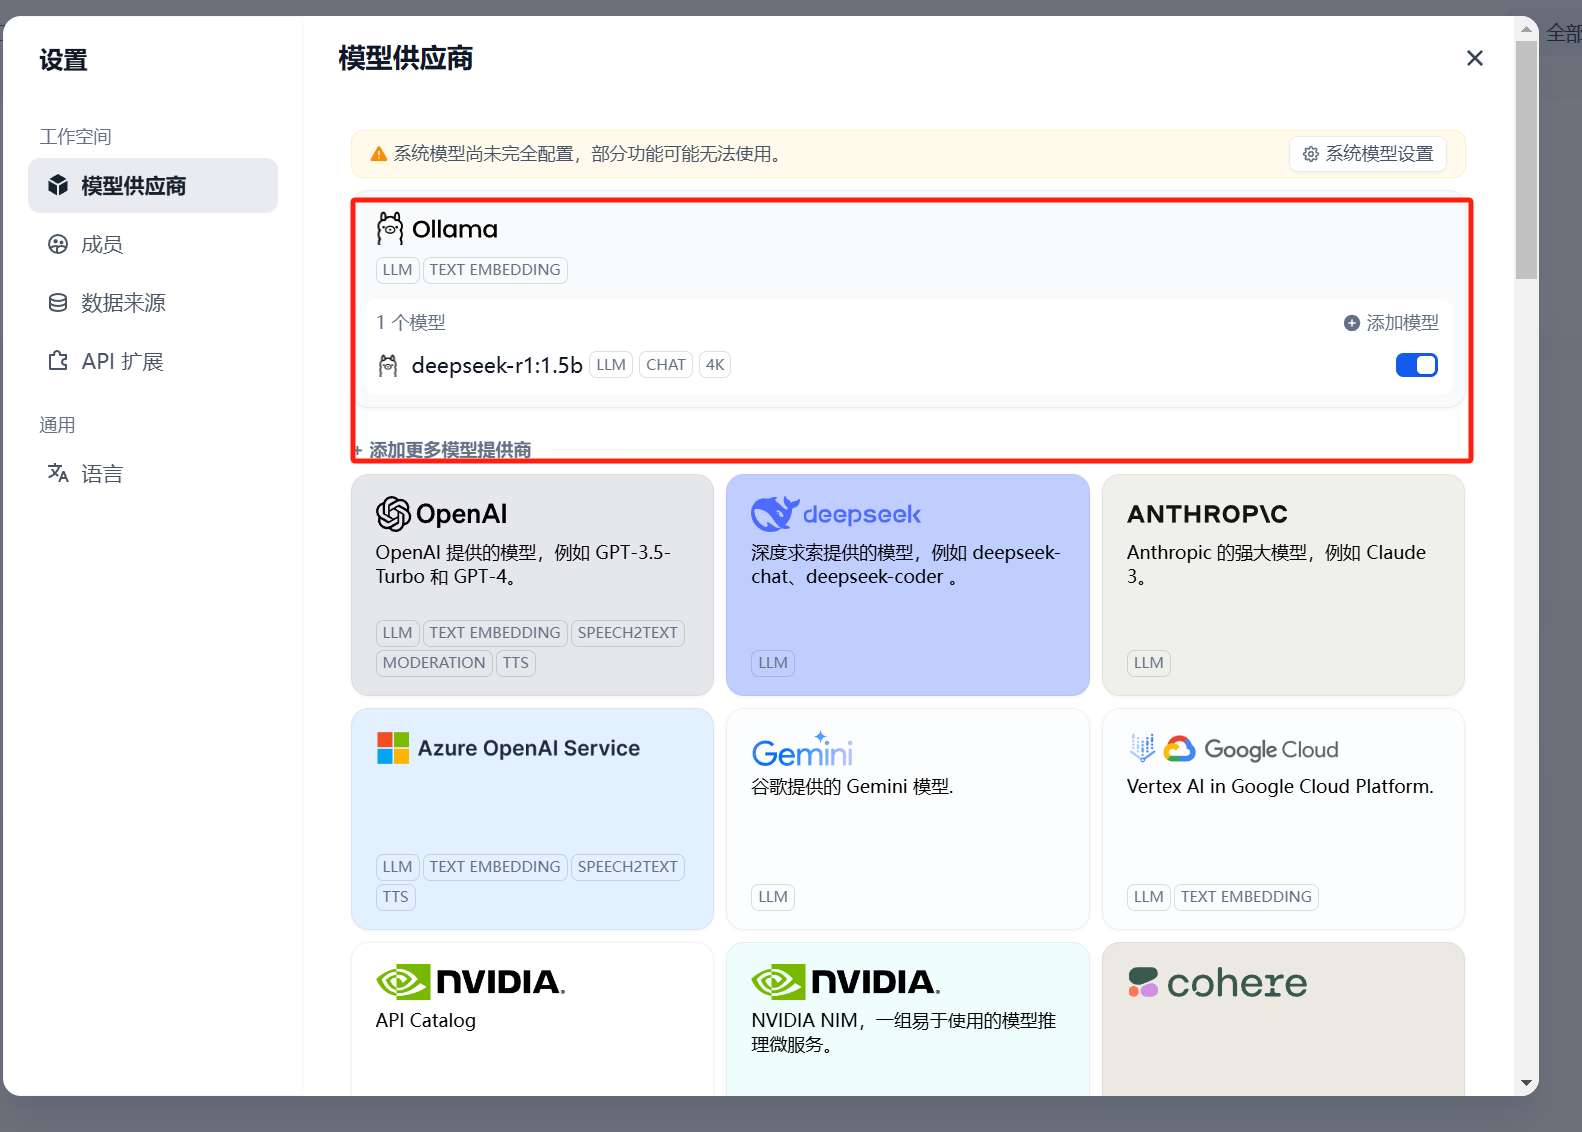 设置
模型供应商
全部
工作空间
模型供应商
成员
数据来源
API 扩展
通用
语言
系统模型尚未完全配置，部分功能可能无法使用。
系统模型设置
Ollama
LLM TEXT EMBEDDING
1 个模型
添加模型
deepseek-r1:1.5b LLM CHAT 4K
+ 添加更多模型提供商
OpenAI
OpenAI 提供的模型，例如 GPT-3.5-
Turbo 和 GPT-4。
LLM TEXT EMBEDDING SPEECH2TEXT
MODERATION TTS
deepseek
深度求索提供的模型，例如 deepseek-
chat、deepseek-coder 。
LLM
ANTHROP\C
Anthropic 的强大模型，例如 Claude
3。
LLM
Azure OpenAI Service
LLM TEXT EMBEDDING SPEECH2TEXT
TTS
Gemini
谷歌提供的 Gemini 模型.
LLM
Google Cloud
Vertex AI in Google Cloud Platform.
LLM TEXT EMBEDDING
NVIDIA.
API Catalog
NVIDIA.
NVIDIA NIM，一组易于使用的模型推
理微服务。
cohere